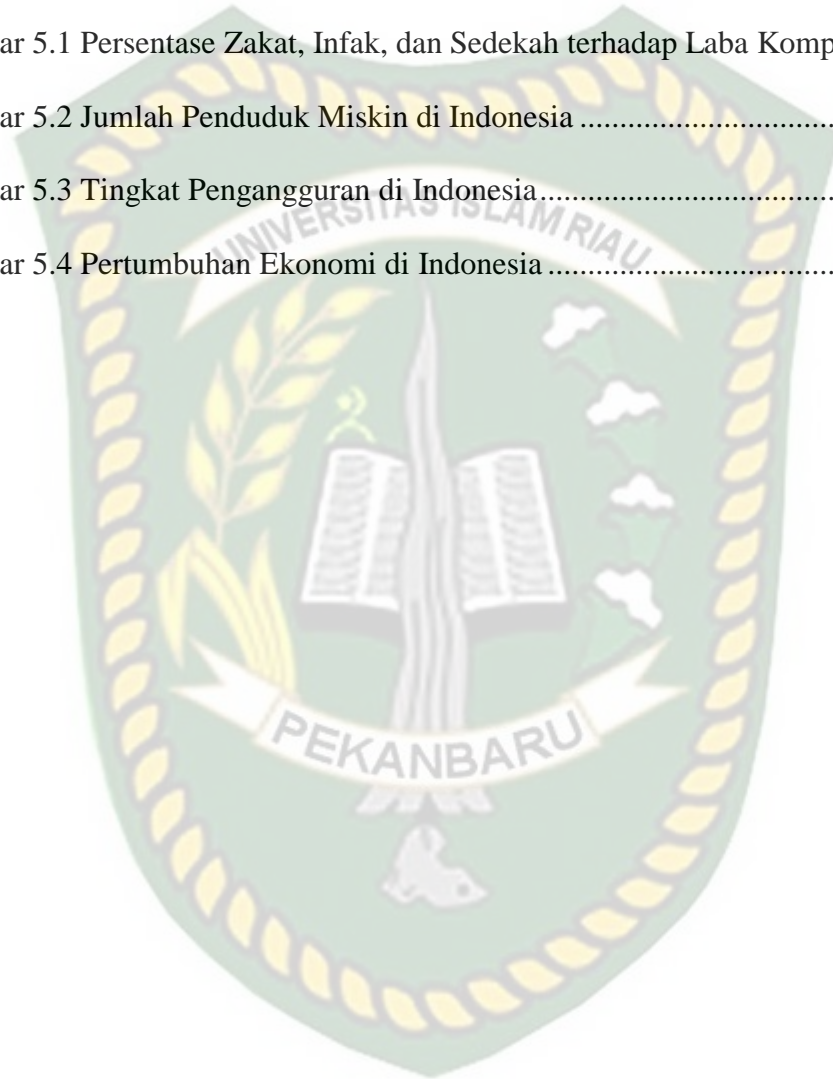 ar 5.1 Persentase Zakat, Infak, dan Sedekah terhadap Laba Komp
ar 5.2 Jumlah Penduduk Miskin di Indonesia ................................
ar 5.3 Tingkat Pengangguran di Indonesia.....................................
ar 5.4 Pertumbuhan Ekonomi di Indonesia ....................................
UNIVERSITAS ISLAM RIAU
PEKANBARU